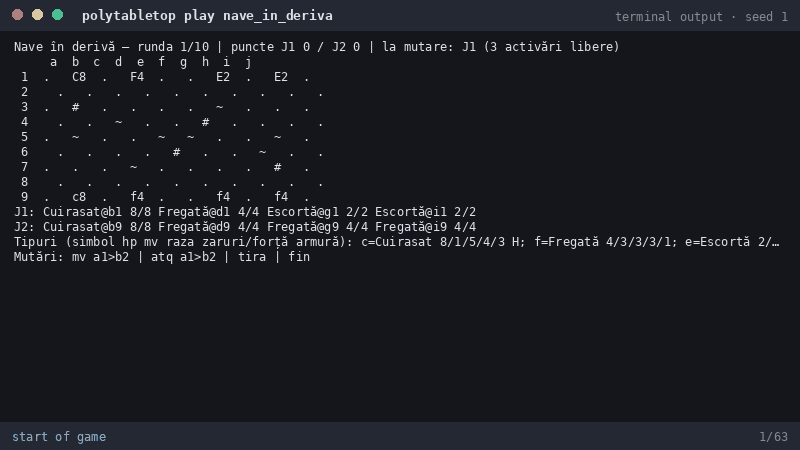 polytabletop play nave_in_deriva
terminal output · seed 1
Nave în derivă — runda 1/10 | puncte J1 0 / J2 0 | la mutare: J1 (3 activări libere)
a b c d e f g h i j
1 . C8 . F4 . . E2 . E2 .
2 . . . . . . . . . .
3 . # . . . . ~ . . .
4 . . ~ . . # . . . .
5 . ~ . . ~ ~ . . ~ .
6 . . . . # . . ~ . .
7 . . . ~ . . . . # .
8 . . . . . . . . . .
9 . c8 . f4 . . f4 . f4 .
J1: Cuirasat@b1 8/8 Fregată@d1 4/4 Escortă@g1 2/2 Escortă@i1 2/2
J2: Cuirasat@b9 8/8 Fregată@d9 4/4 Fregată@g9 4/4 Fregată@i9 4/4
Tipuri (simbol hp mv raza zaruri/forță armură): c=Cuirasat 8/1/5/4/3 H; f=Fregată 4/3/3/3/1; e=Escortă 2/…
Mutări: mv a1>b2 | atq a1>b2 | tira | fin
start of game
1/63